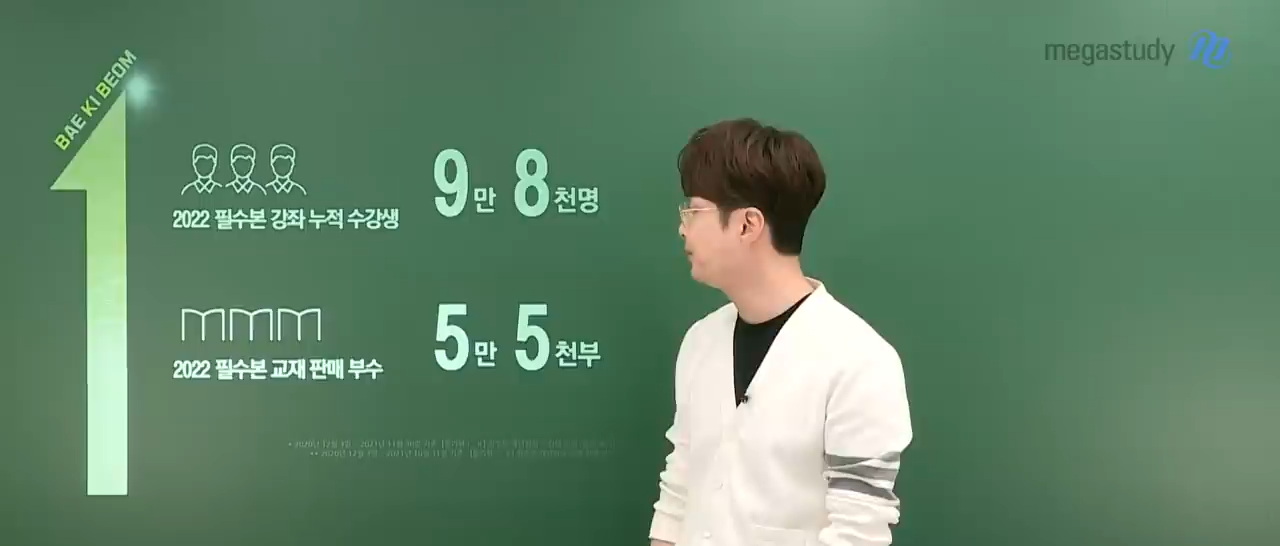 megastudy
BAE KI BEOM
2022 필수본 강좌 누적 수강생
9만 8천명
2022 필수본 교재 판매 부수
5만 5천부